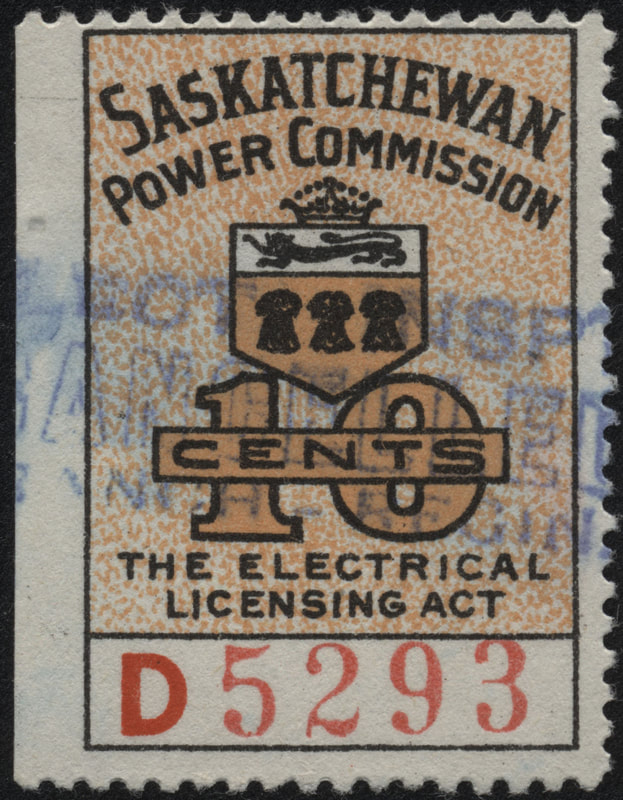 SASKATCHEWAN
POWER COMMISSION
10
CENTS
THE ELECTRICAL
LICENSING ACT
D 5293